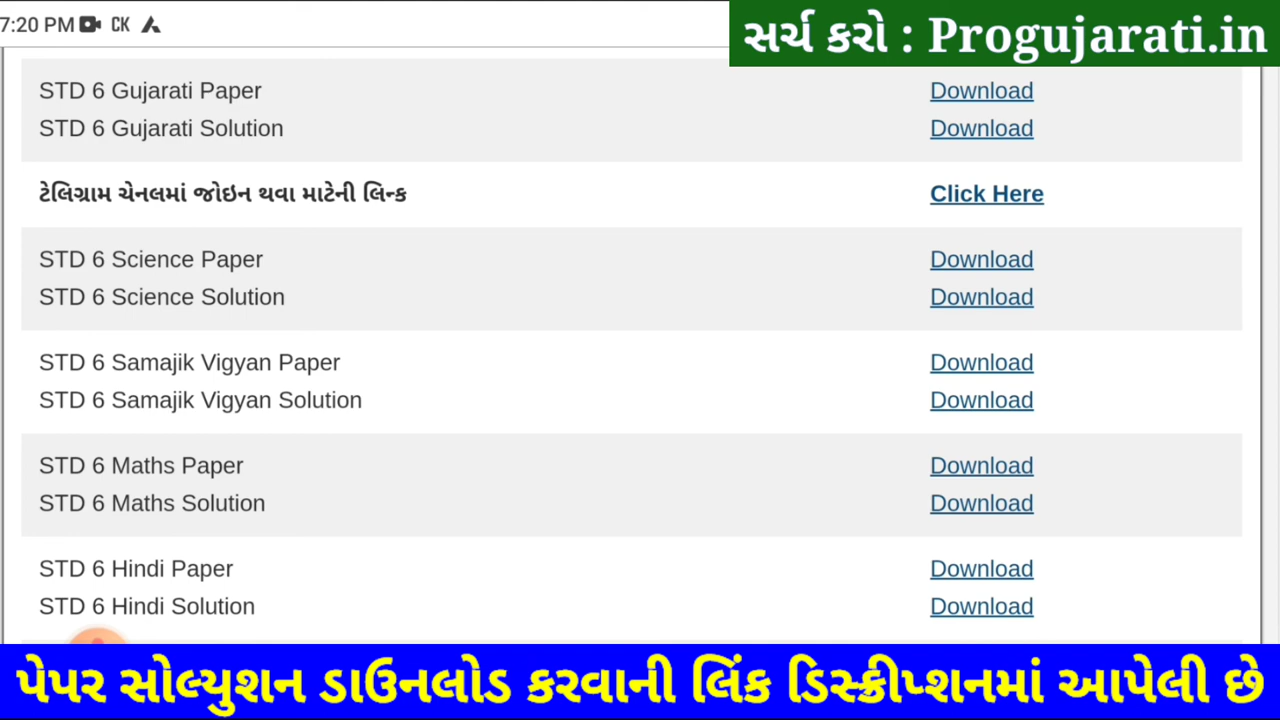 7:20 PM CK
સર્ચ કરો : Progujarati.in
STD 6 Gujarati Paper Download
STD 6 Gujarati Solution Download
ટેલિગ્રામ ચેનલમાં જોઇન થવા માટેની લિન્ક Click Here
STD 6 Science Paper Download
STD 6 Science Solution Download
STD 6 Samajik Vigyan Paper Download
STD 6 Samajik Vigyan Solution Download
STD 6 Maths Paper Download
STD 6 Maths Solution Download
STD 6 Hindi Paper Download
STD 6 Hindi Solution Download
પેપર સોલ્યુશન ડાઉનલોડ કરવાની લિંક ડિસ્ક્રીપ્શનમાં આપેલી છે